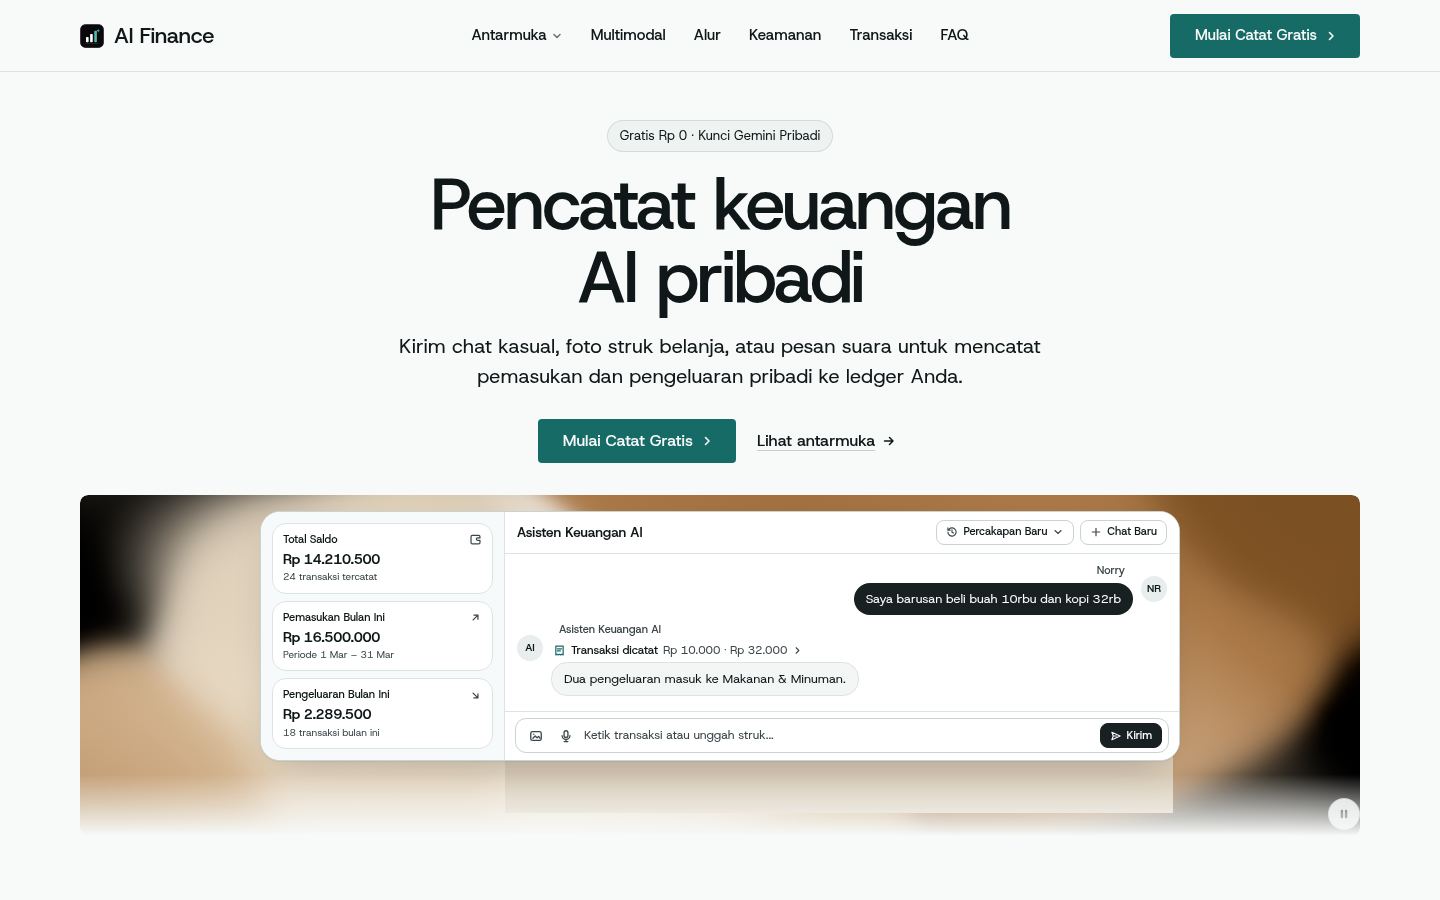 AI Finance
Antarmuka
Multimodal
Alur
Keamanan
Transaksi
FAQ
Mulai Catat Gratis
Gratis Rp 0 · Kunci Gemini Pribadi
Pencatat keuangan
AI pribadi
Kirim chat kasual, foto struk belanja, atau pesan suara untuk mencatat
pemasukan dan pengeluaran pribadi ke ledger Anda.
Mulai Catat Gratis
Lihat antarmuka
Total Saldo
Rp 14.210.500
24 transaksi tercatat
Pemasukan Bulan Ini
Rp 16.500.000
Periode 1 Mar – 31 Mar
Pengeluaran Bulan Ini
Rp 2.289.500
18 transaksi bulan ini
Asisten Keuangan AI
Percakapan Baru
Chat Baru
Norry
Saya barusan beli buah 10rbu dan kopi 32rb
NR
Asisten Keuangan AI
AI
Transaksi dicatat Rp 10.000 · Rp 32.000
Dua pengeluaran masuk ke Makanan & Minuman.
Ketik transaksi atau unggah struk...
Kirim